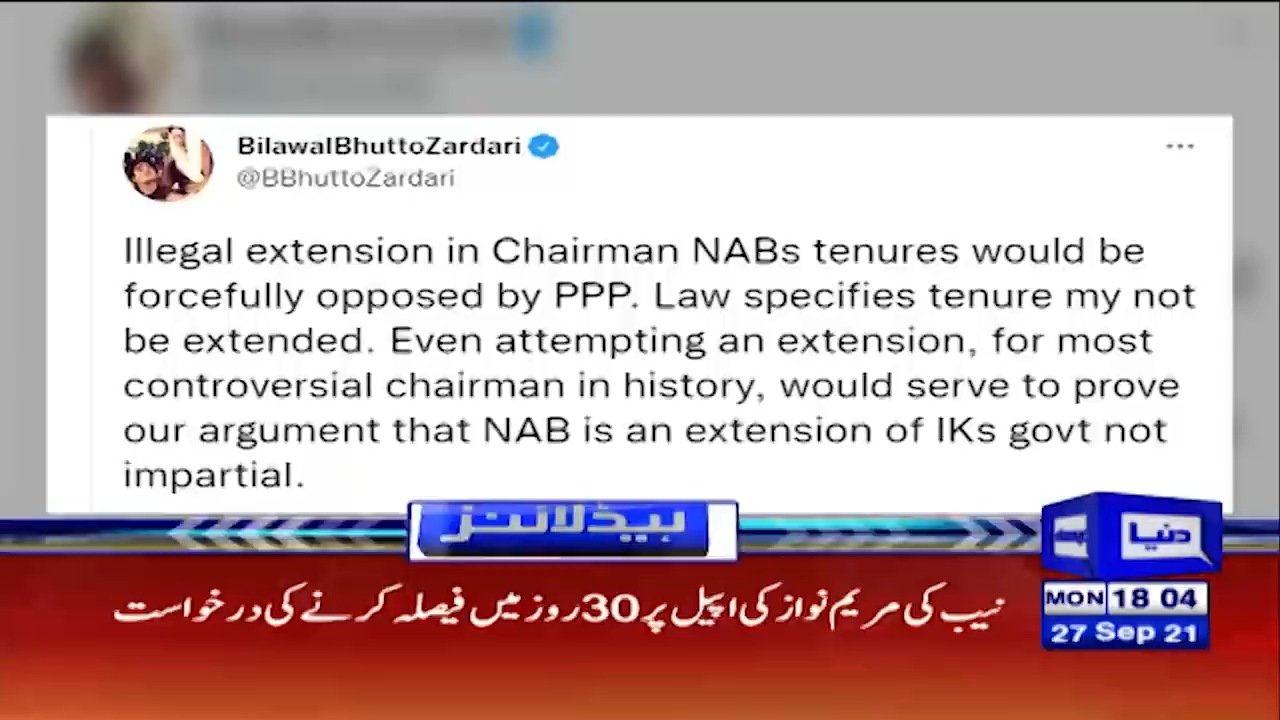 BilawalBhuttoZardari
@BBhuttoZardari
Illegal extension in Chairman NABs tenures would be
forcefully opposed by PPP. Law specifies tenure my not
be extended. Even attempting an extension, for most
controversial chairman in history, would serve to prove
our argument that NAB is an extension of IKs govt not
impartial.
ہیڈلائنز
دنیا
نیب کی مریم نواز کی اپیل پر 30 روز میں فیصلہ کرنے کی درخواست
MON 18 04
27 Sep 21